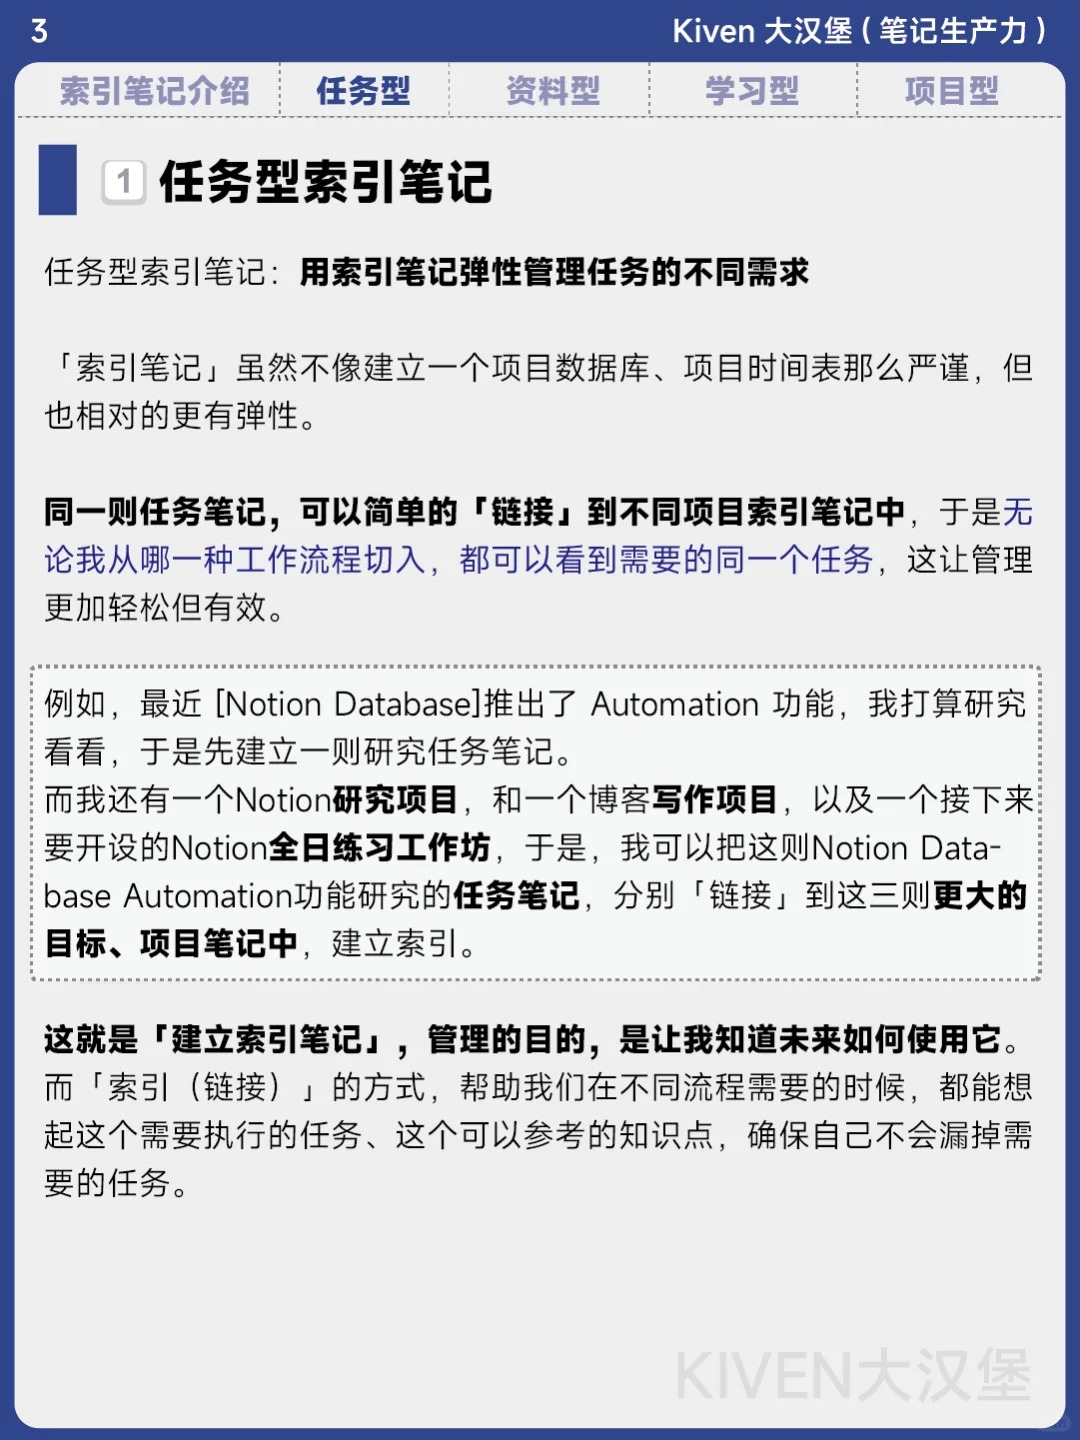 3
Kiven 大汉堡（笔记生产力）
索引笔记介绍 任务型 资料型 学习型 项目型
1 任务型索引笔记
任务型索引笔记：用索引笔记弹性管理任务的不同需求
「索引笔记」虽然不像建立一个项目数据库、项目时间表那么严谨，但
也相对的更有弹性。
同一则任务笔记，可以简单的「链接」到不同项目索引笔记中，于是无
论我从哪一种工作流程切入，都可以看到需要的同一个任务，这让管理
更加轻松但有效。
例如，最近 [Notion Database]推出了 Automation 功能，我打算研究
看看，于是先建立一则研究任务笔记。
而我还有一个Notion研究项目，和一个博客写作项目，以及一个接下来
要开设的Notion全日练习工作坊，于是，我可以把这则Notion Data-
base Automation功能研究的任务笔记，分别「链接」到这三则更大的
目标、项目笔记中，建立索引。
这就是「建立索引笔记」，管理的目的，是让我知道未来如何使用它。
而「索引（链接）」的方式，帮助我们在不同流程需要的时候，都能想
起这个需要执行的任务、这个可以参考的知识点，确保自己不会漏掉需
要的任务。
KIVEN大汉堡